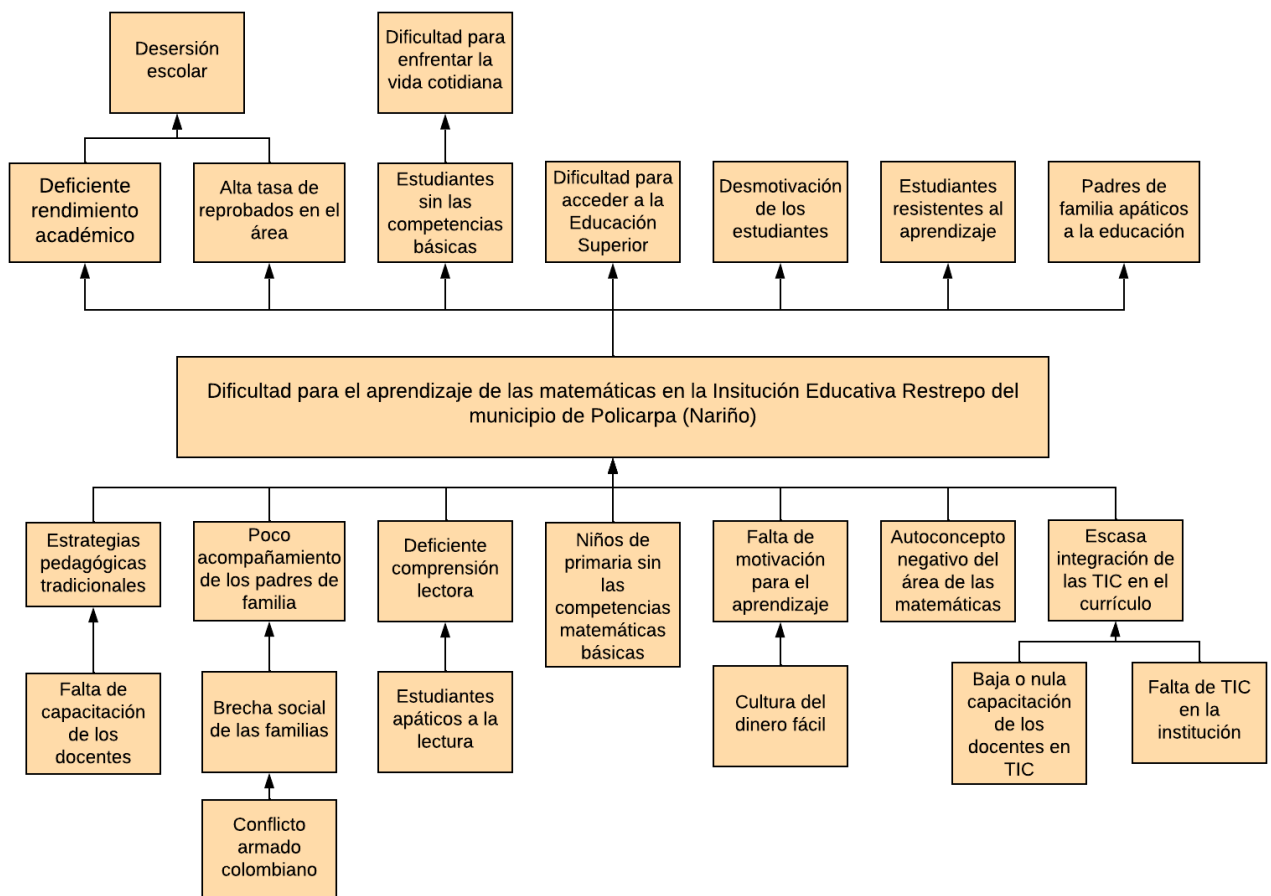 Desersión
escolar
Dificultad para
enfrentar la
vida cotidiana
Deficiente
rendimiento
académico
Alta tasa de
reprobados en el
área
Estudiantes
sin las
competencias
básicas
Dificultad para
acceder a la
Educación
Superior
Desmotivación
de los
estudiantes
Estudiantes
resistentes al
aprendizaje
Padres de
familia apáticos
a la educación
Dificultad para el aprendizaje de las matemáticas en la Insitución Educativa Restrepo del
municipio de Policarpa (Nariño)
Estrategias
pedagógicas
tradicionales
Poco
acompañamiento
de los padres de
familia
Deficiente
comprensión
lectora
Niños de
primaria sin
las
competencias
matemáticas
básicas
Falta de
motivación
para el
aprendizaje
Autoconcepto
negativo del
área de las
matemáticas
Escasa
integración de
las TIC en el
currículo
Falta de
capacitación
de los
docentes
Brecha social
de las familias
Estudiantes
apáticos a la
lectura
Cultura del
dinero fácil
Baja o nula
capacitación
de los
docentes en
TIC
Falta de TIC
en la
institución
Conflicto
armado
colombiano